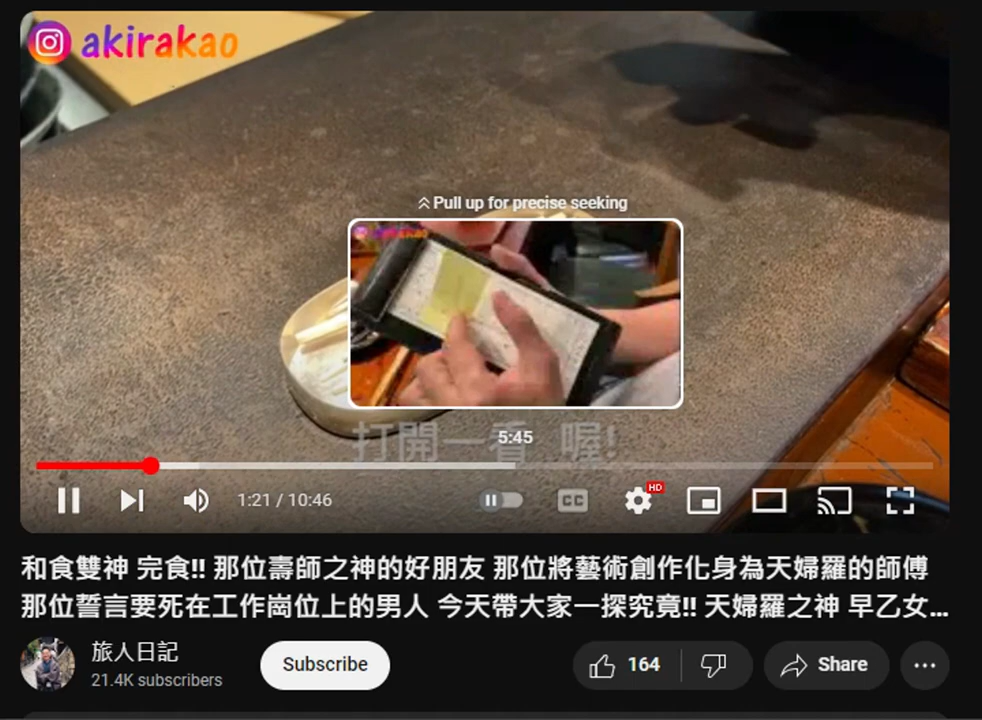 akirakao
Pull up for precise seeking
打開一看 喔!
5:45
1:21 / 10:46
CC
HD
和食雙神 完食!! 那位壽師之神的好朋友 那位將藝術創作化身為天婦羅的師傅
那位誓言要死在工作崗位上的男人 今天帶大家一探究竟!! 天婦羅之神 早乙女...
旅人日記
21.4K subscribers
Subscribe
164
Share